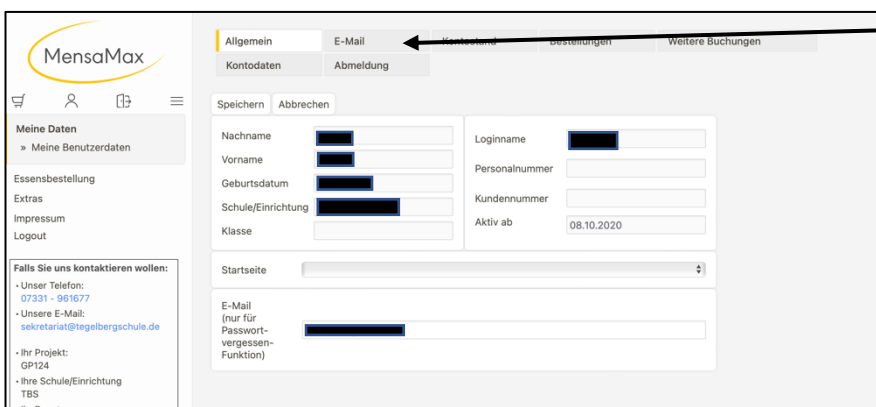 MensaMax
Allgemein
E-Mail
Kontostand
Bestellungen
Weitere Buchungen
Kontodaten
Abmeldung
Speichern
Abbrechen
Meine Daten
» Meine Benutzerdaten
Essensbestellung
Extras
Impressum
Logout
Falls Sie uns kontaktieren wollen:
• Unser Telefon:
07331 - 961677
• Unsere E-Mail:
sekretariat@tegelbergschule.de
• Ihr Projekt:
GP124
• Ihre Schule/Einrichtung
TBS
Nachname
Vorname
Geburtsdatum
Schule/Einrichtung
Klasse
Loginname
Personalnummer
Kundennummer
Aktiv ab
08.10.2020
Startseite
E-Mail
(nur für
Passwort-
vergessen-
Funktion)